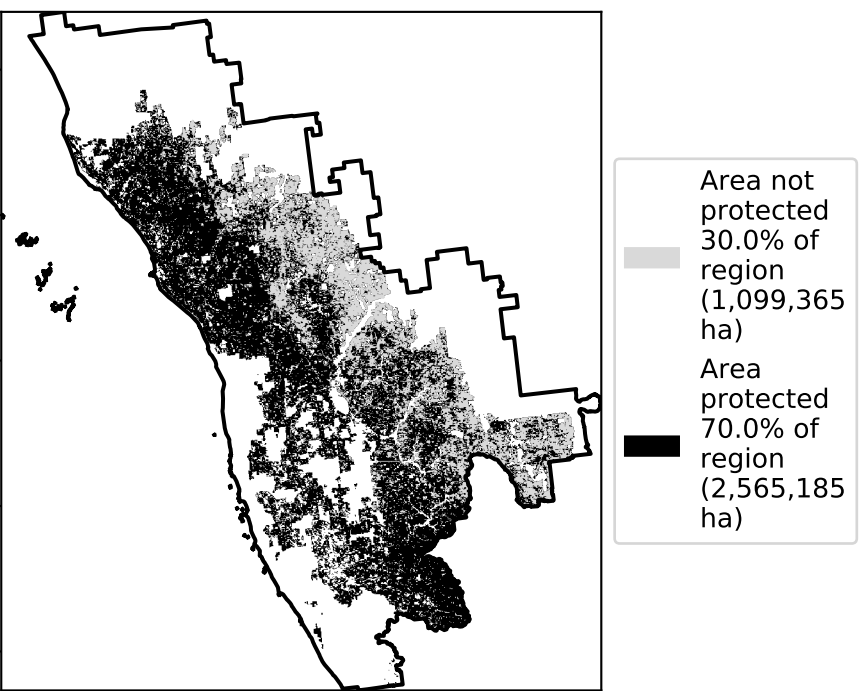 Area not
protected
30.0% of
region
(1,099,365
ha)
Area
protected
70.0% of
region
(2,565,185
ha)